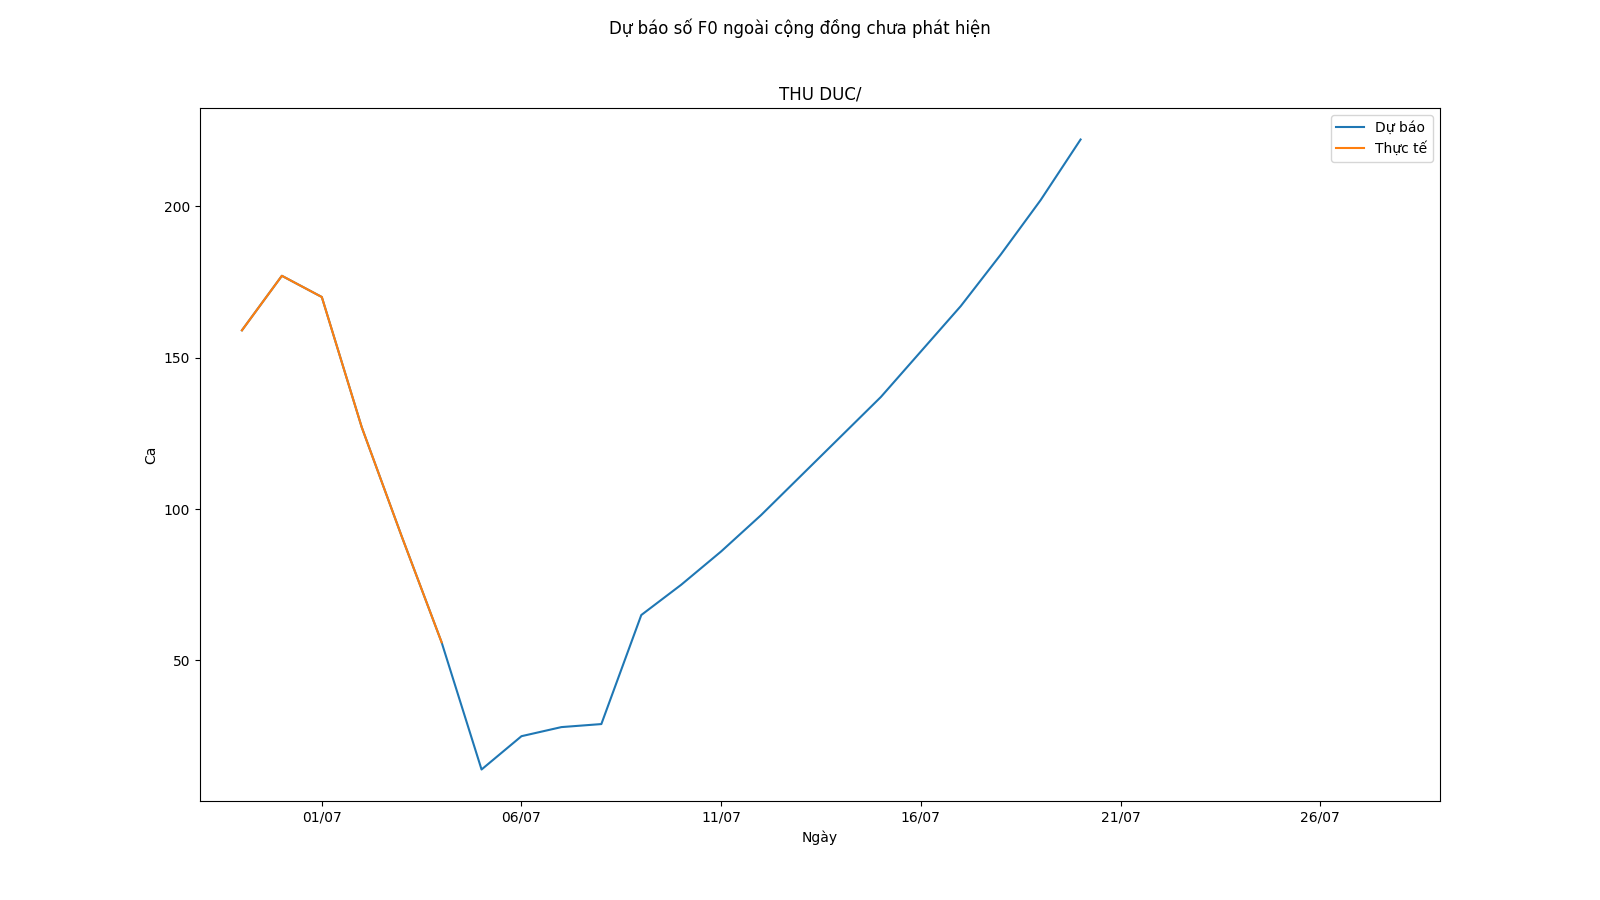 Dự báo số F0 ngoài cộng đồng chưa phát hiện
THU DUC/
Dự báo
Thực tế
200
150
100
50
Ca
01/07 06/07 11/07 16/07 21/07 26/07
Ngày